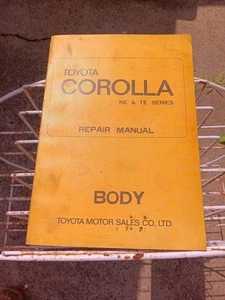 TOYOTA
COROLLA
KE & TE SERIES
REPAIR MANUAL
BODY
TOYOTA MOTOR SALES CO., LTD.